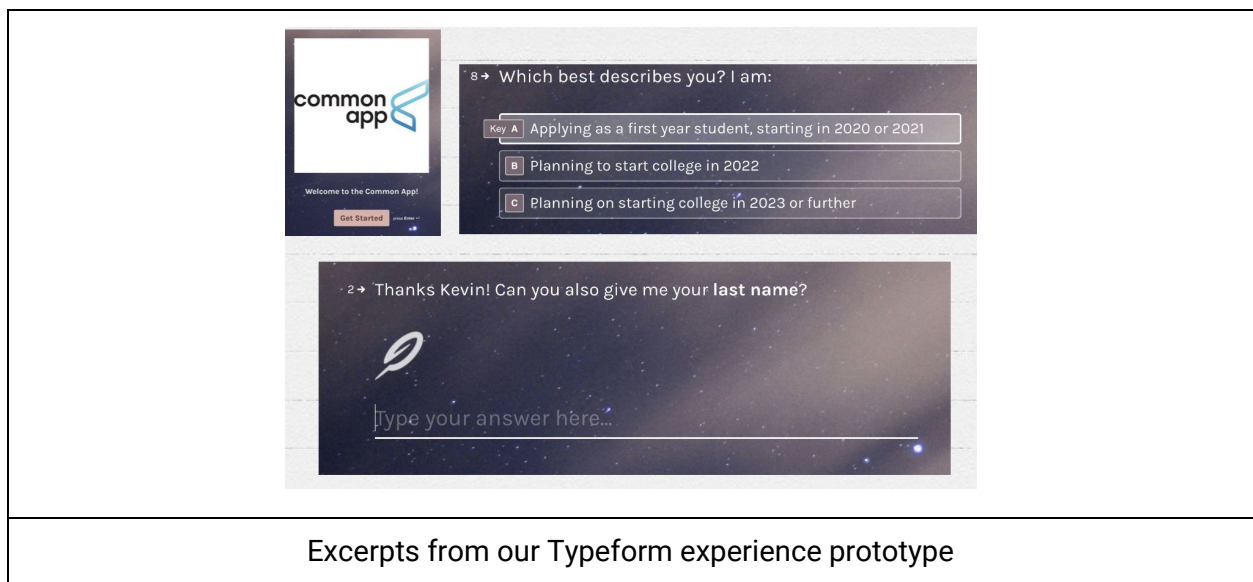 common
app
Welcome to the Common App!
Get Started press Enter ↵
8→ Which best describes you? I am:
Key A Applying as a first year student, starting in 2020 or 2021
B Planning to start college in 2022
C Planning on starting college in 2023 or further
2→ Thanks Kevin! Can you also give me your last name?
Type your answer here...
Excerpts from our Typeform experience prototype